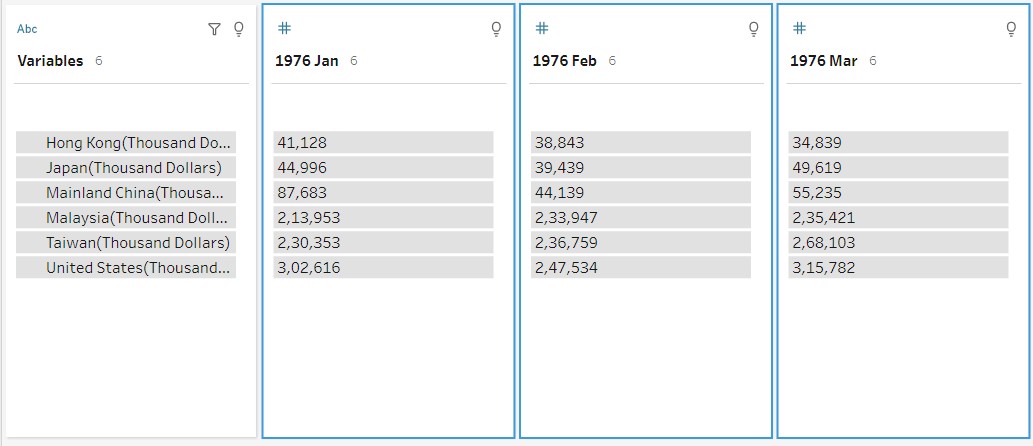 Abc # # #
Variables 6 1976 Jan 6 1976 Feb 6 1976 Mar 6
Hong Kong(Thousand Do... 41,128 38,843 34,839
Japan(Thousand Dollars) 44,996 39,439 49,619
Mainland China(Thousa... 87,683 44,139 55,235
Malaysia(Thousand Doll... 2,13,953 2,33,947 2,35,421
Taiwan(Thousand Dollars) 2,30,353 2,36,759 2,68,103
United States(Thousand... 3,02,616 2,47,534 3,15,782